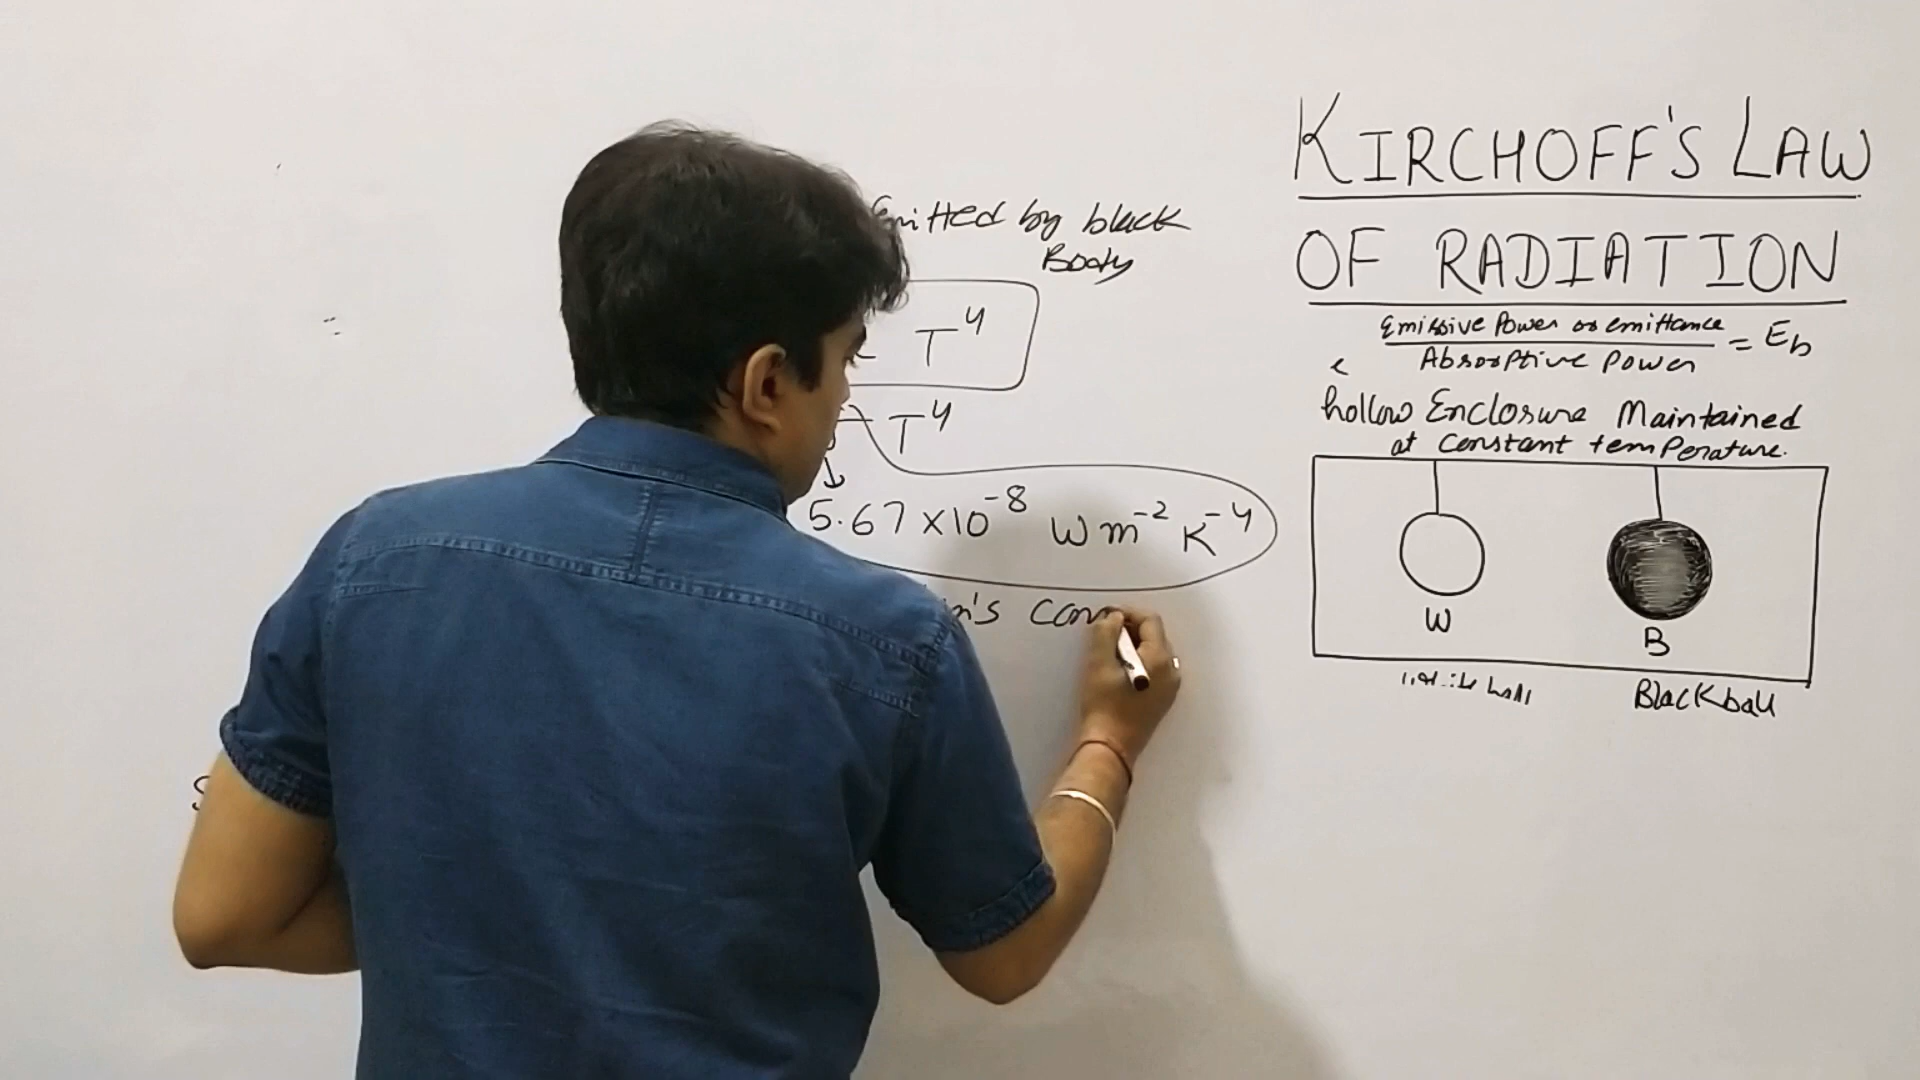 Emitted by black
Body
T⁴
T⁴
5.67 ×10⁻⁸ W m⁻² K⁻⁴
n's con
KIRCHOFF'S LAW
OF RADIATION
Emissive Power or emittance
Absorptive power
= Eb
hollow Enclosure Maintained
at Constant temperature.
W
B
Blackball